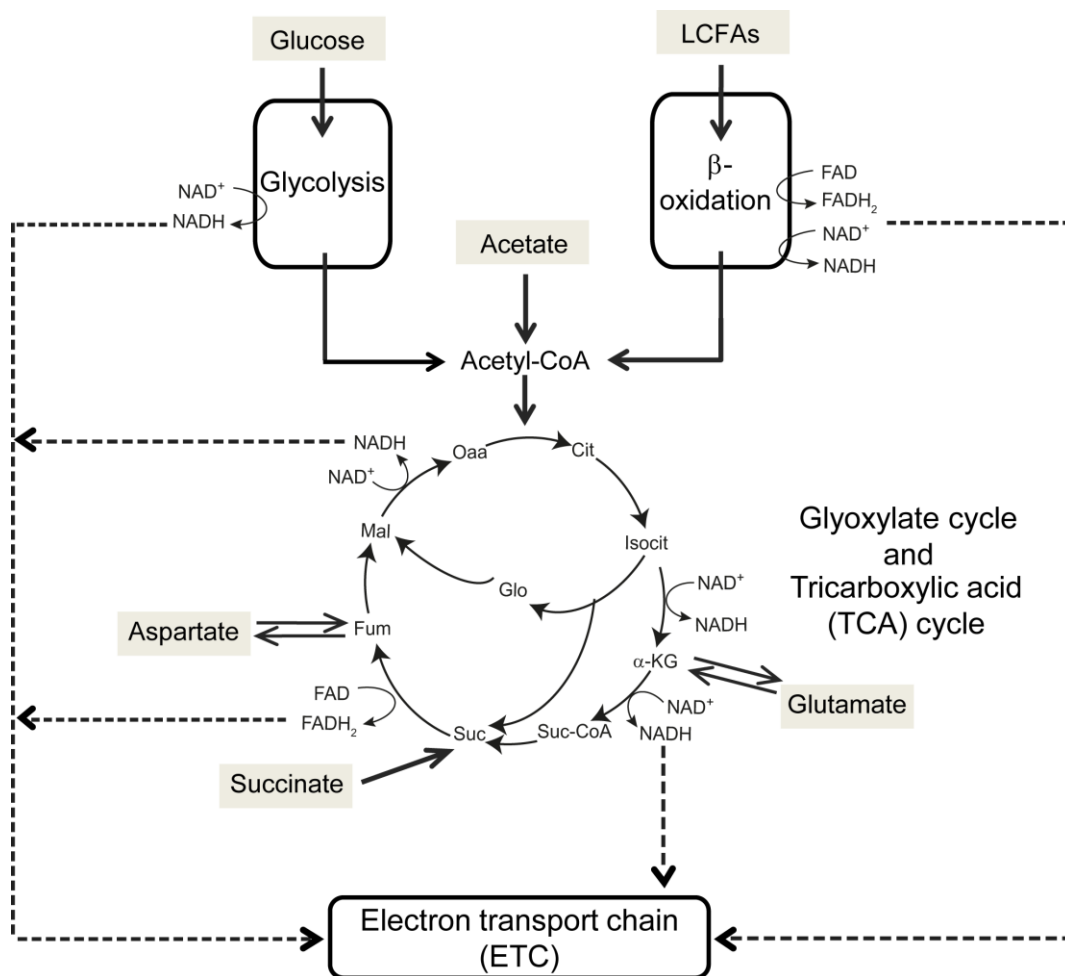 Glucose
LCFAs
Glycolysis
NAD⁺
NADH
β-
oxidation
FAD
FADH₂
NAD⁺
NADH
Acetate
Acetyl-CoA
NADH
NAD⁺
Oaa
Cit
Mal
Isocit
Glo
NAD⁺
NADH
Glyoxylate cycle
and
Tricarboxylic acid
(TCA) cycle
Aspartate
Fum
α-KG
Glutamate
FAD
FADH₂
Suc
Suc-CoA
NAD⁺
NADH
Succinate
Electron transport chain
(ETC)